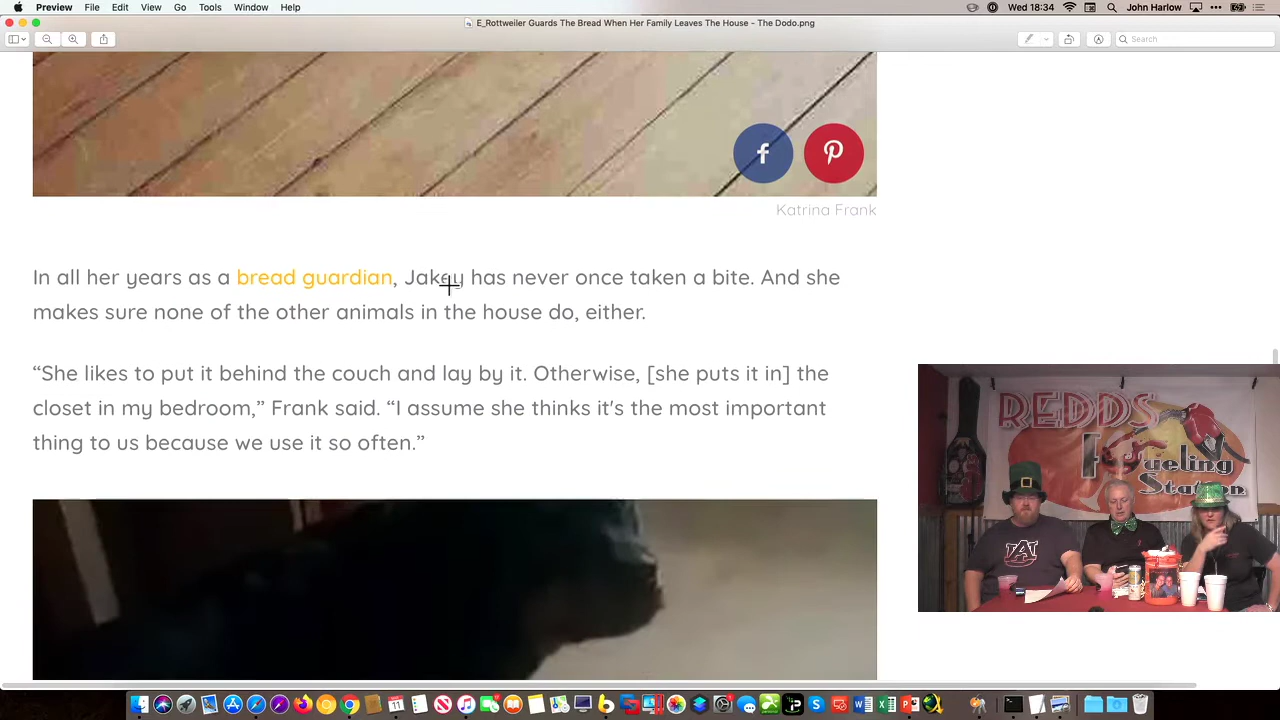 Preview File Edit View Go Tools Window Help
Wed 18:34 John Harlow
E_Rottweiler Guards The Bread When Her Family Leaves The House - The Dodo.png
Search
Katrina Frank
In all her years as a bread guardian, Jakey has never once taken a bite. And she
makes sure none of the other animals in the house do, either.
“She likes to put it behind the couch and lay by it. Otherwise, [she puts it in] the
closet in my bedroom,” Frank said. “I assume she thinks it's the most important
thing to us because we use it so often.”
REDDS
Fueling
Station
AU